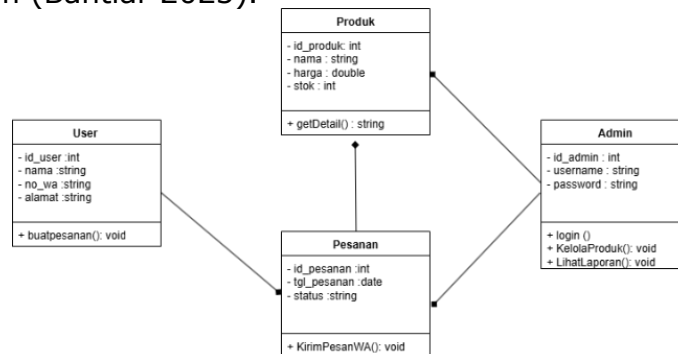 (Bahtiar 2025).
Produk
- id_produk: int
- nama : string
- harga : double
- stok : int
+ getDetail() : string
User
- id_user :int
- nama :string
- no_wa :string
- alamat :string
+ buatpesanan(): void
Admin
- id_admin : int
- username : string
- password : string
+ login ()
+ KelolaProduk(): void
+ LihatLaporan(): void
Pesanan
- id_pesanan :int
- tgl_pesanan :date
- status :string
+ KirimPesanWA(): void